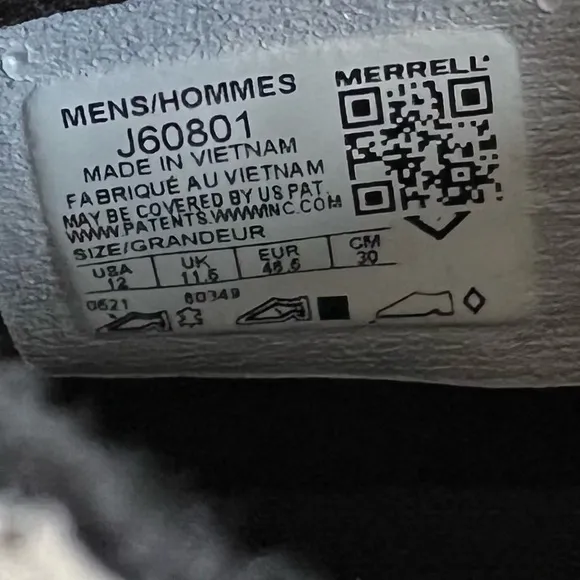 MERRELL
MENS/HOMMES
J60801
MADE IN VIETNAM
FABRIQUÉ AU VIETNAM
MAY BE COVERED BY US PAT.
WWW.PATENTS.WWWINC.COM
SIZE/GRANDEUR
USA UK EUR CM
12 11.5 46.5 30
0621 80349